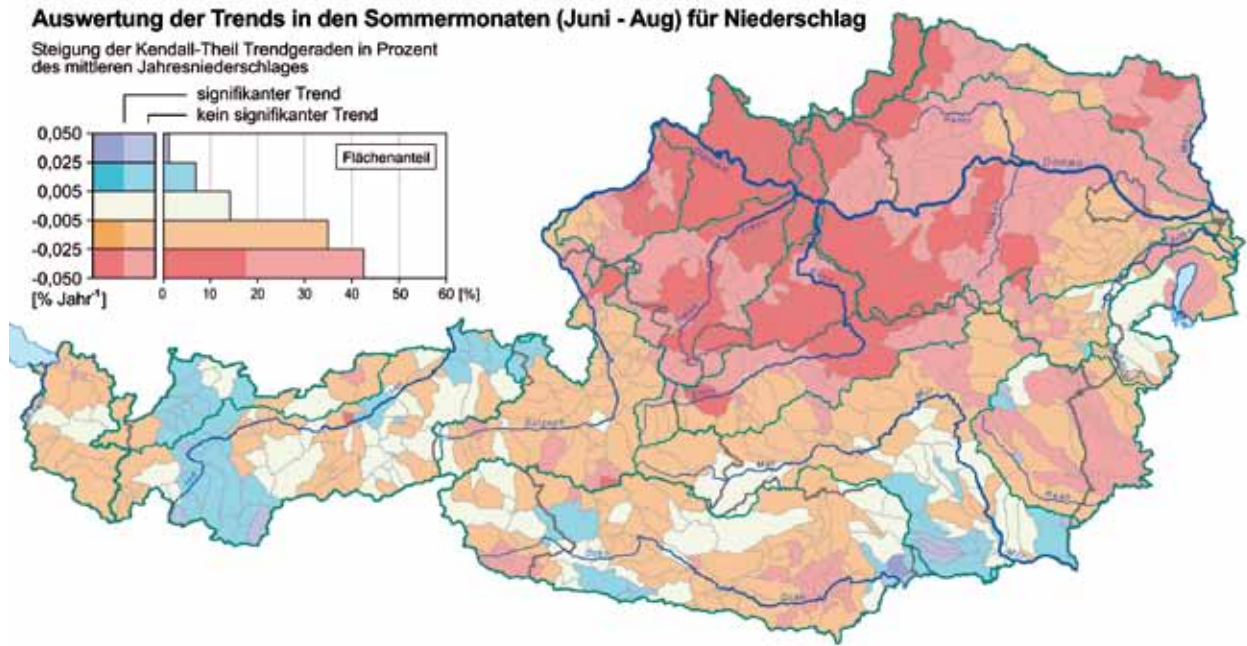 Auswertung der Trends in den Sommermonaten (Juni - Aug) für Niederschlag
Steigung der Kendall-Theil Trendgeraden in Prozent
des mittleren Jahresniederschlages
signifikanter Trend
kein signifikanter Trend
0,050
0,025
0,005
-0,005
-0,025
-0,050
[% Jahr⁻¹]
Flächenanteil
0 10 20 30 40 50 60 [%]
Donau
Kamp
Salzach
Mur
Mur
Raab
Drau
Inn